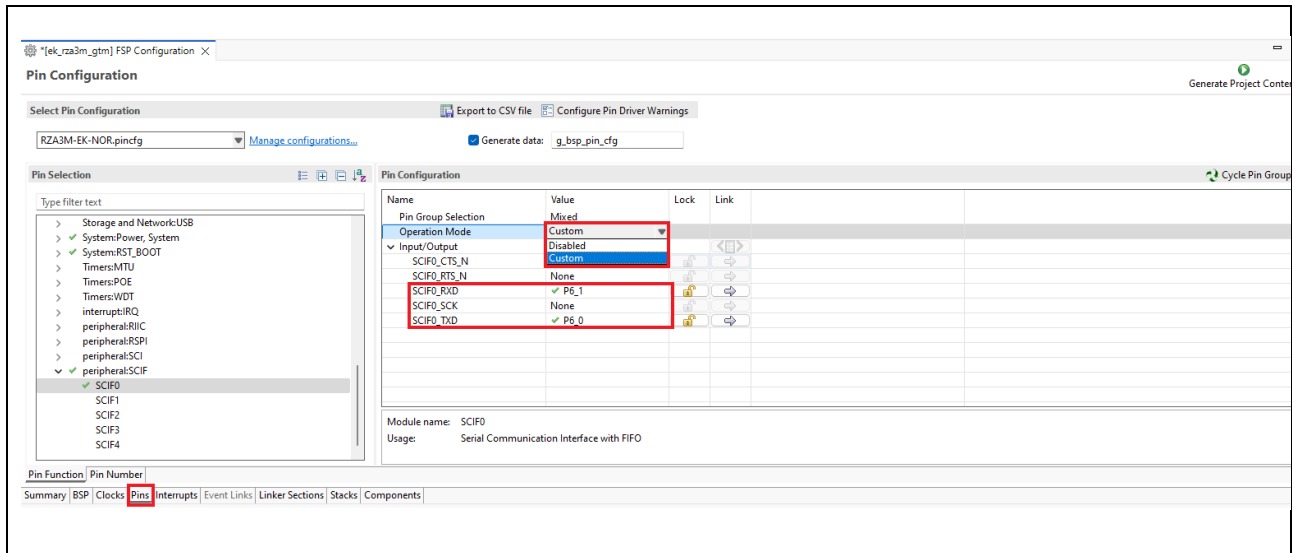 *[ek_rza3m_gtm] FSP Configuration
Pin Configuration
Generate Project Conter
Select Pin Configuration
Export to CSV file Configure Pin Driver Warnings
RZA3M-EK-NOR.pincfg Manage configurations... Generate data: g_bsp_pin_cfg
Pin Selection
Type filter text
Storage and Network:USB
System:Power, System
System:RST_BOOT
Timers:MTU
Timers:POE
Timers:WDT
interrupt:IRQ
peripheral:RIIC
peripheral:RSPI
peripheral:SCI
peripheral:SCIF
SCIF0
SCIF1
SCIF2
SCIF3
SCIF4
Pin Configuration Cycle Pin Group
Name Value Lock Link
Pin Group Selection Mixed
Operation Mode Custom
Disabled
Custom
Input/Output
SCIF0_CTS_N
SCIF0_RTS_N None
SCIF0_RXD P6_1
SCIF0_SCK None
SCIF0_TXD P6_0
Module name: SCIF0
Usage: Serial Communication Interface with FIFO
Pin Function Pin Number
Summary BSP Clocks Pins Interrupts Event Links Linker Sections Stacks Components